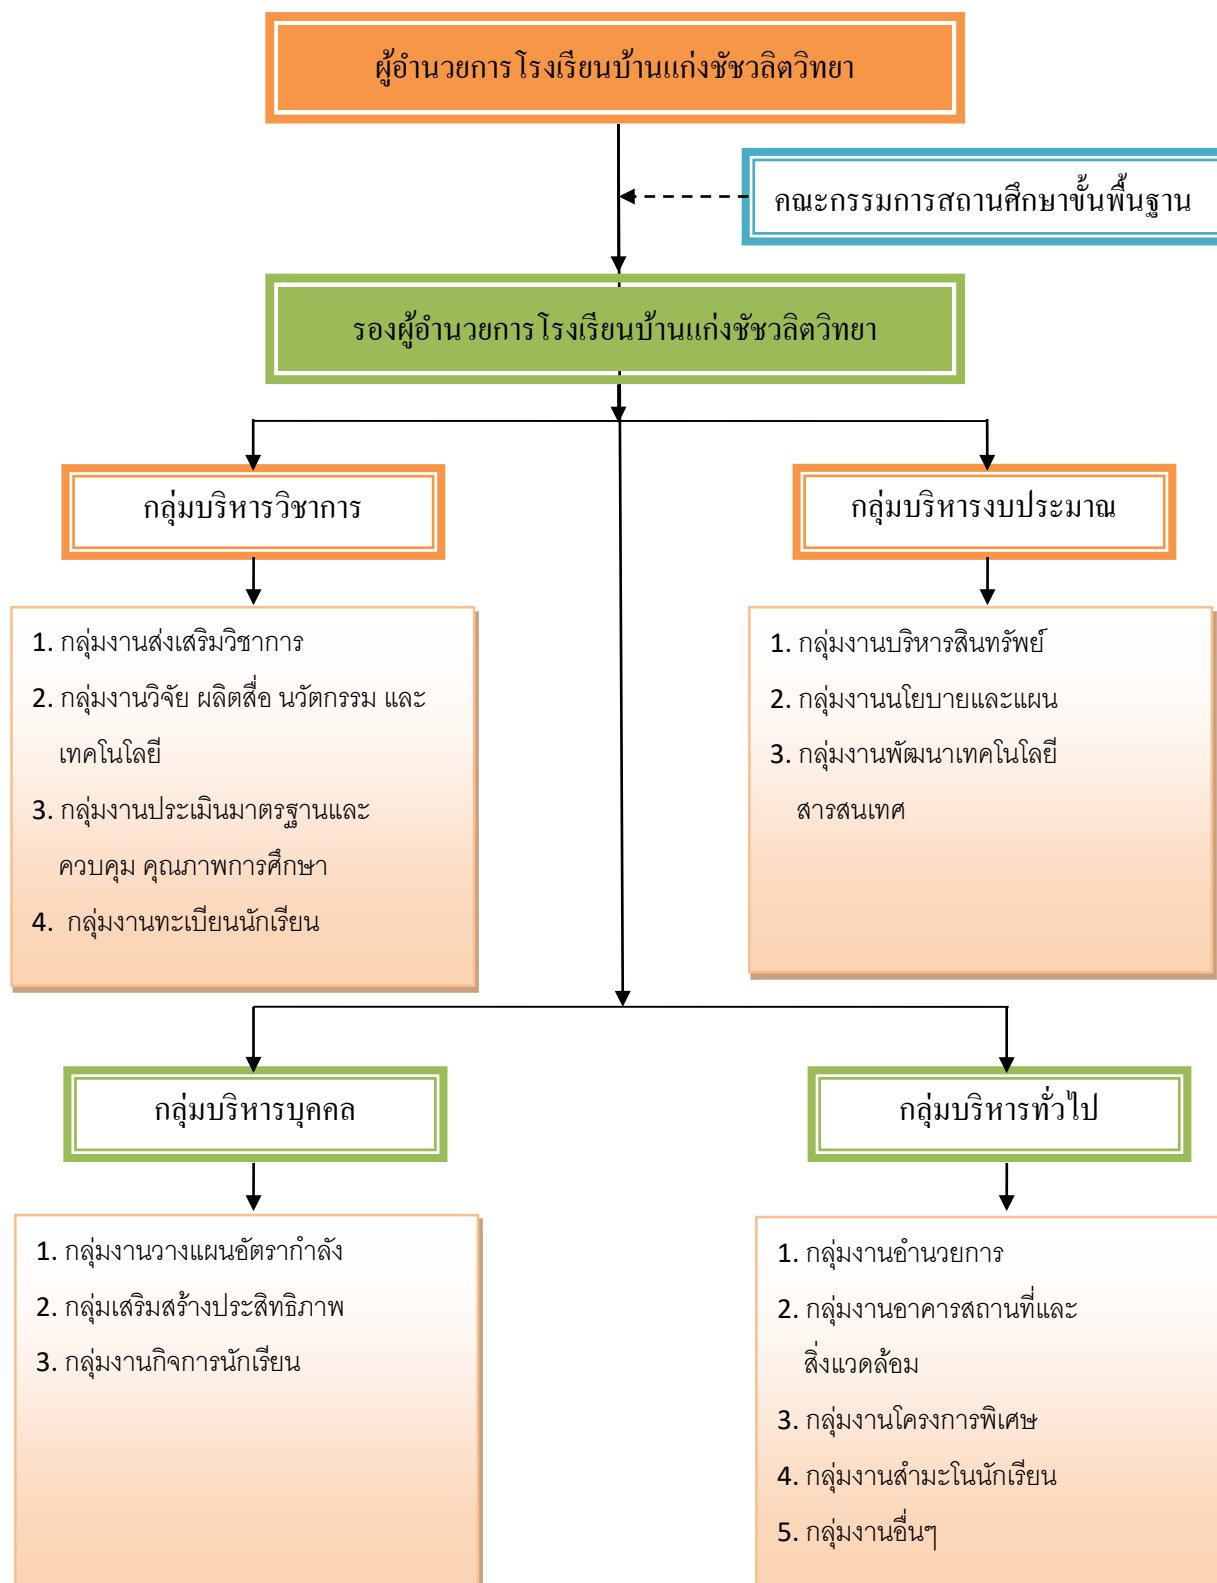 ผู้อำนวยการโรงเรียนบ้านแก่งชัชวลิตวิทยา
คณะกรรมการสถานศึกษาขั้นพื้นฐาน
รองผู้อำนวยการโรงเรียนบ้านแก่งชัชวลิตวิทยา
กลุ่มบริหารวิชาการ
กลุ่มบริหารงบประมาณ
1. กลุ่มงานส่งเสริมวิชาการ
2. กลุ่มงานวิจัย ผลิตสื่อ นวัตกรรม และ
เทคโนโลยี
3. กลุ่มงานประเมินมาตรฐานและ
ควบคุม คุณภาพการศึกษา
4. กลุ่มงานทะเบียนนักเรียน
1. กลุ่มงานบริหารสินทรัพย์
2. กลุ่มงานนโยบายและแผน
3. กลุ่มงานพัฒนาเทคโนโลยี
สารสนเทศ
กลุ่มบริหารบุคคล
กลุ่มบริหารทั่วไป
1. กลุ่มงานวางแผนอัตรากำลัง
2. กลุ่มเสริมสร้างประสิทธิภาพ
3. กลุ่มงานกิจการนักเรียน
1. กลุ่มงานอำนวยการ
2. กลุ่มงานอาคารสถานที่และ
สิ่งแวดล้อม
3. กลุ่มงานโครงการพิเศษ
4. กลุ่มงานสำมะโนนักเรียน
5. กลุ่มงานอื่นๆ